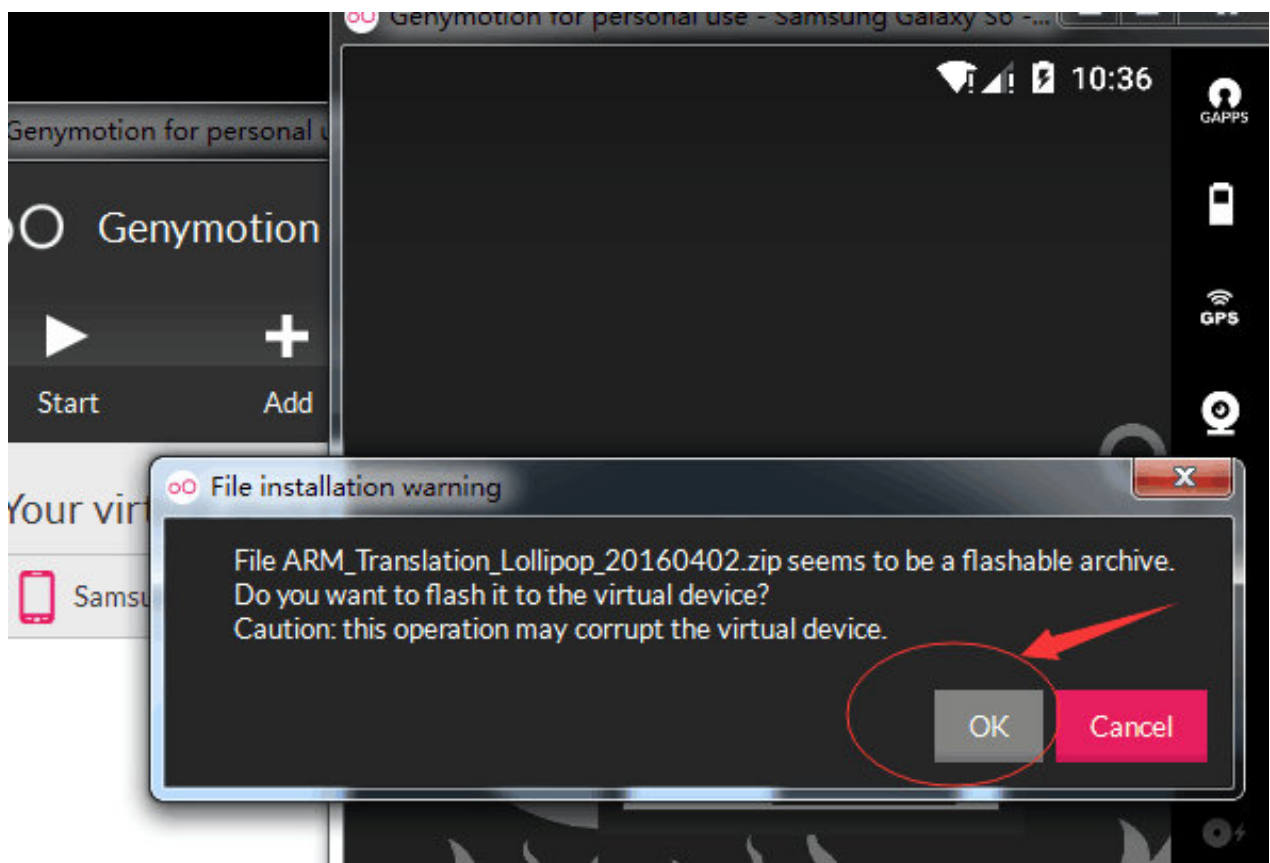 Genymotion for personal use - Samsung Galaxy S6 -...
10:36
GAPPS
Genymotion for personal u
Genymotion
GPS
Start
Add
File installation warning
Your virt
File ARM_Translation_Lollipop_20160402.zip seems to be a flashable archive.
Do you want to flash it to the virtual device?
Caution: this operation may corrupt the virtual device.
Samsu
OK
Cancel